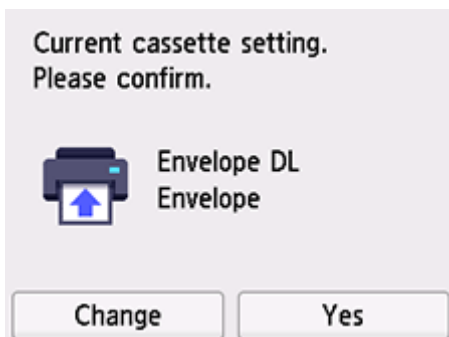 Current cassette setting.
Please confirm.
Envelope DL
Envelope
Change
Yes